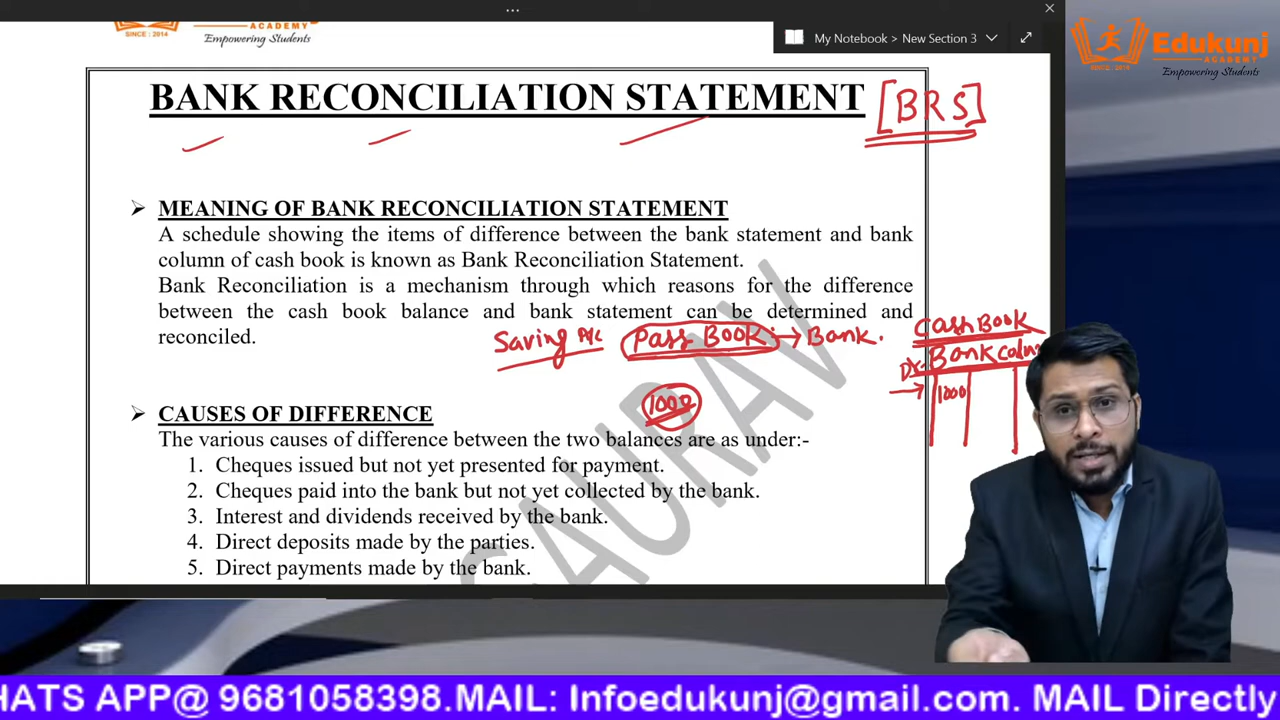 ACADEMY
SINCE : 2014
Empowering Students
My Notebook > New Section 3
Edukunj
ACADEMY
SINCE: 2014
Empowering Students
BANK RECONCILIATION STATEMENT [BRS]
➢ MEANING OF BANK RECONCILIATION STATEMENT
A schedule showing the items of difference between the bank statement and bank
column of cash book is known as Bank Reconciliation Statement.
Bank Reconciliation is a mechanism through which reasons for the difference
between the cash book balance and bank statement can be determined and
reconciled.
Saving A/c Pass Book → Bank.
Cash Book
Dr. Bank
1000
1000
➢ CAUSES OF DIFFERENCE
The various causes of difference between the two balances are as under:-
1. Cheques issued but not yet presented for payment.
2. Cheques paid into the bank but not yet collected by the bank.
3. Interest and dividends received by the bank.
4. Direct deposits made by the parties.
5. Direct payments made by the bank.
GAURAV
HATS APP@ 9681058398.MAIL: Infoedukunj@gmail.com. MAIL Directly